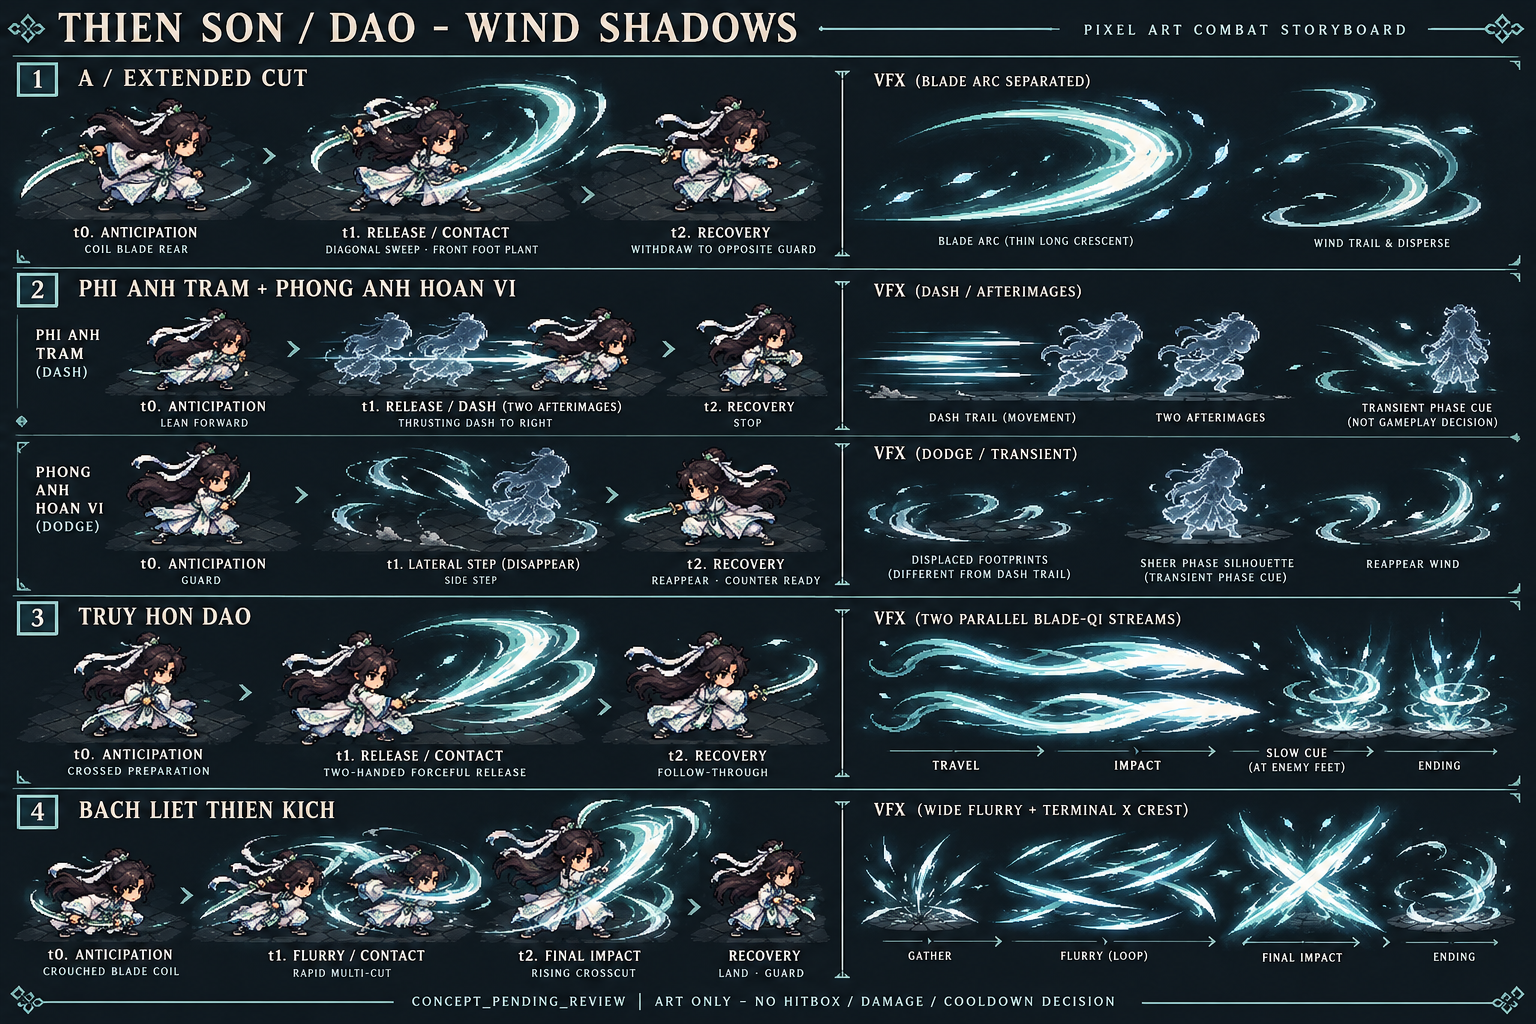 THIEN SON / DAO - WIND SHADOWS
PIXEL ART COMBAT STORYBOARD
1
A / EXTENDED CUT
t0. ANTICIPATION
COIL BLADE REAR
t1. RELEASE / CONTACT
DIAGONAL SWEEP · FRONT FOOT PLANT
t2. RECOVERY
WITHDRAW TO OPPOSITE GUARD
VFX (BLADE ARC SEPARATED)
BLADE ARC (THIN LONG CRESCENT)
WIND TRAIL & DISPERSE
2
PHI ANH TRAM + PHONG ANH HOAN VI
PHI ANH
TRAM
(DASH)
t0. ANTICIPATION
LEAN FORWARD
t1. RELEASE / DASH (TWO AFTERIMAGES)
THRUSTING DASH TO RIGHT
t2. RECOVERY
STOP
VFX (DASH / AFTERIMAGES)
DASH TRAIL (MOVEMENT)
TWO AFTERIMAGES
TRANSIENT PHASE CUE
(NOT GAMEPLAY DECISION)
PHONG
ANH
HOAN VI
(DODGE)
t0. ANTICIPATION
GUARD
t1. LATERAL STEP (DISAPPEAR)
SIDE STEP
t2. RECOVERY
REAPPEAR · COUNTER READY
VFX (DODGE / TRANSIENT)
DISPLACED FOOTPRINTS
(DIFFERENT FROM DASH TRAIL)
SHEER PHASE SILHOUETTE
(TRANSIENT PHASE CUE)
REAPPEAR WIND
3
TRUY HON DAO
t0. ANTICIPATION
CROSSED PREPARATION
t1. RELEASE / CONTACT
TWO-HANDED FORCEFUL RELEASE
t2. RECOVERY
FOLLOW-THROUGH
VFX (TWO PARALLEL BLADE-QI STREAMS)
TRAVEL
IMPACT
SLOW CUE
(AT ENEMY FEET)
ENDING
4
BACH LIET THIEN KICH
t0. ANTICIPATION
CROUCHED BLADE COIL
t1. FLURRY / CONTACT
RAPID MULTI-CUT
t2. FINAL IMPACT
RISING CROSSCUT
RECOVERY
LAND · GUARD
VFX (WIDE FLURRY + TERMINAL X CREST)
GATHER
FLURRY (LOOP)
FINAL IMPACT
ENDING
CONCEPT_PENDING_REVIEW | ART ONLY - NO HITBOX / DAMAGE / COOLDOWN DECISION